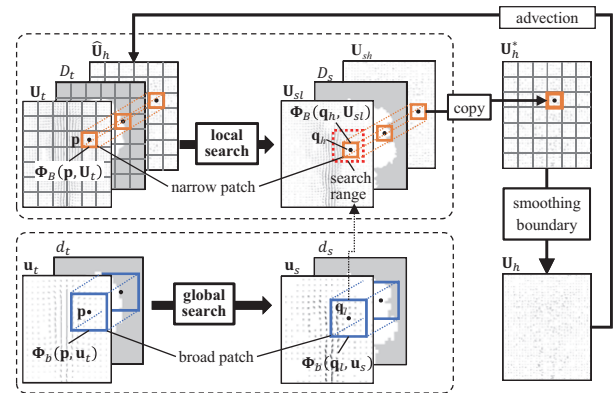 advection
Û_h
U_t
D_t
p
Φ_B(p, U_t)
local
search
narrow patch
U_sh
D_s
U_sl
Φ_B(q_h, U_sl)
q_h
search
range
copy
U_h^*
smoothing
boundary
U_h
d_t
u_t
p
Φ_b(p, u_t)
global
search
broad patch
d_s
u_s
q_l
Φ_b(q_l, u_s)